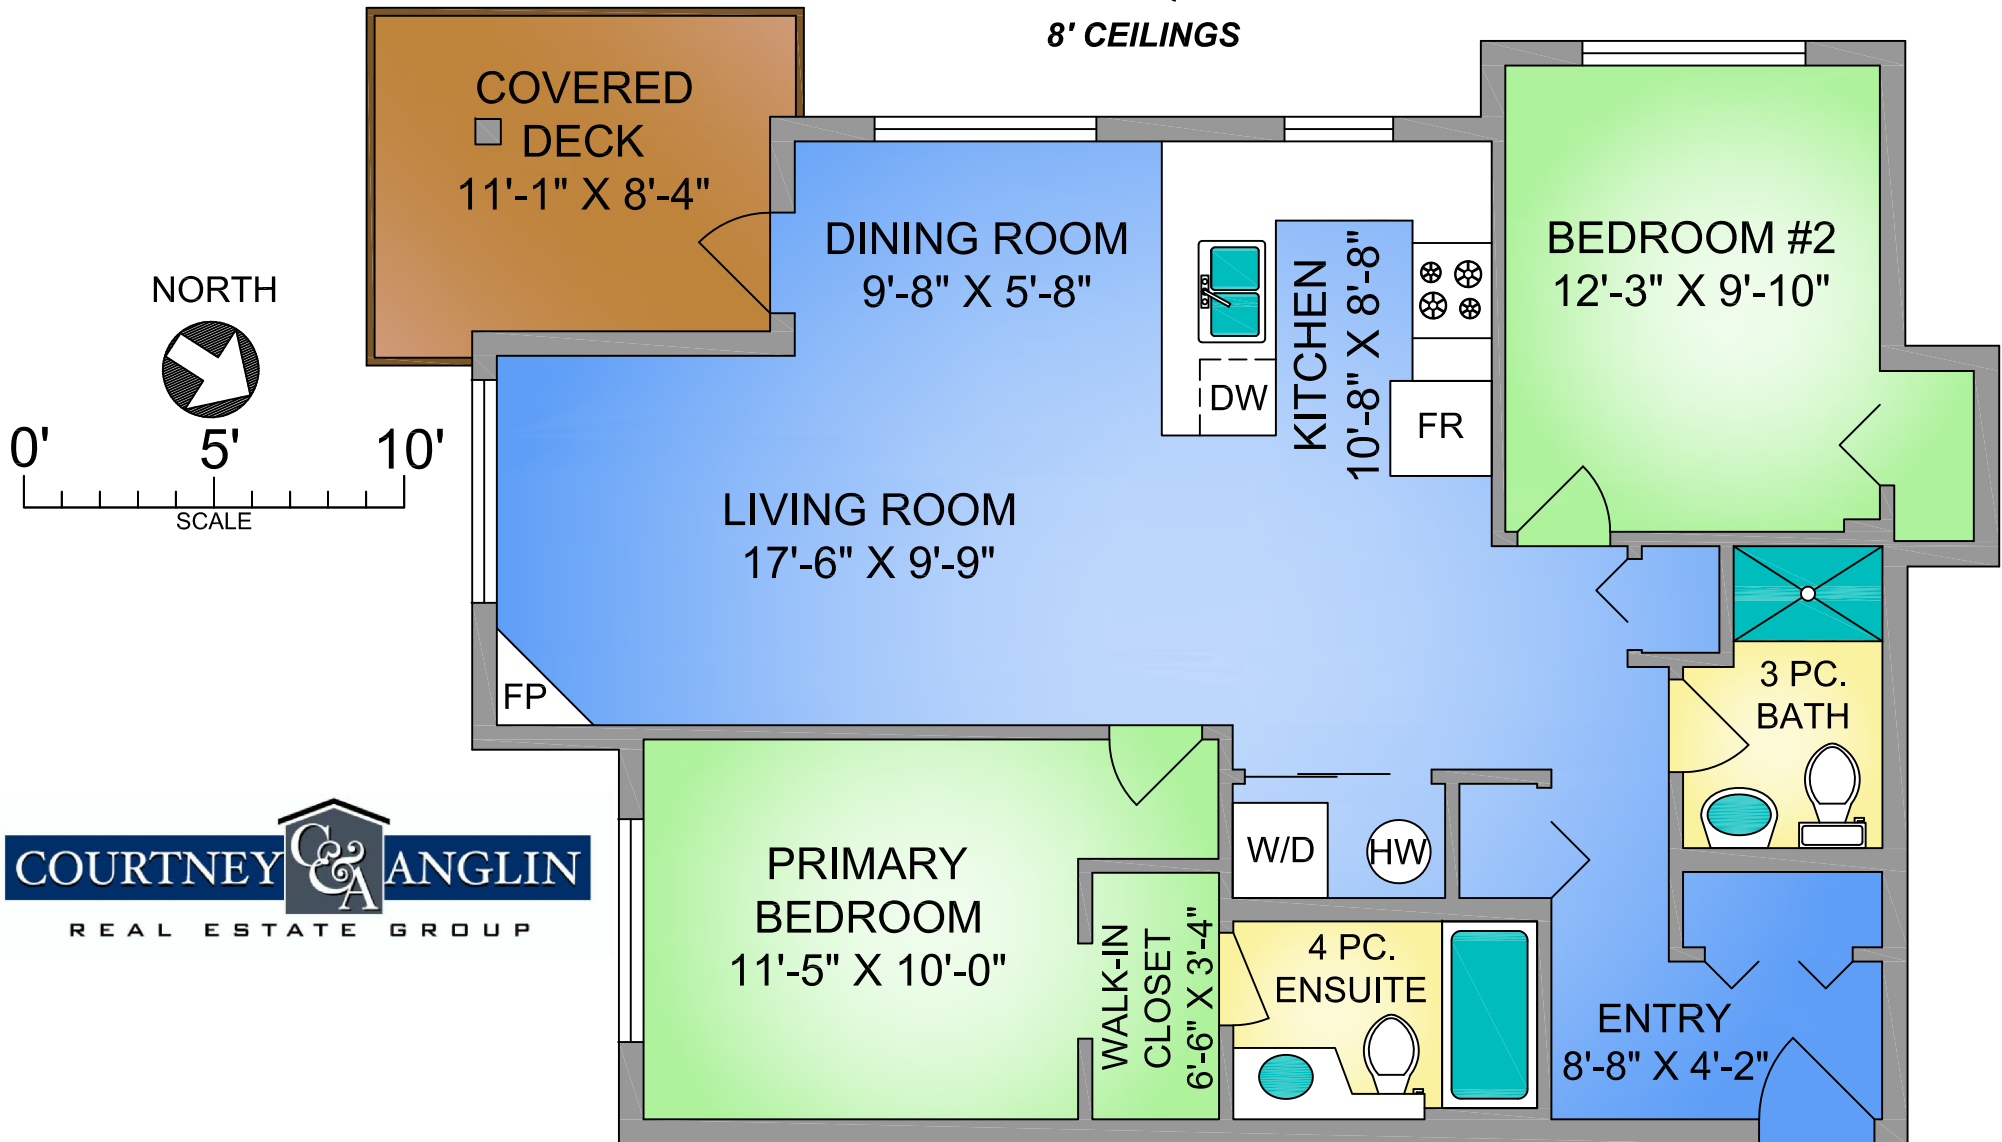 8' CEILINGS
COVERED
DECK
11'-1" X 8'-4"
DINING ROOM
9'-8" X 5'-8"
KITCHEN
10'-8" X 8'-8"
BEDROOM #2
12'-3" X 9'-10"
NORTH
0' 5' 10'
SCALE
DW
FR
LIVING ROOM
17'-6" X 9'-9"
FP
3 PC.
BATH
COURTNEY C&A ANGLIN
REAL ESTATE GROUP
PRIMARY
BEDROOM
11'-5" X 10'-0"
W/D
HW
WALK-IN
CLOSET
6'-6" X 3'-4"
4 PC.
ENSUITE
ENTRY
8'-8" X 4'-2"